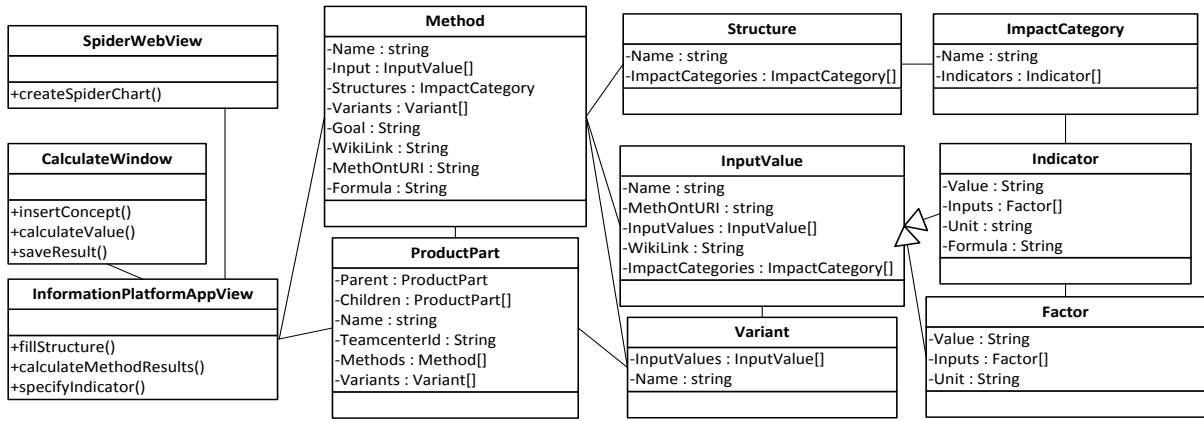 SpiderWebView
+createSpiderChart()
CalculateWindow
+insertConcept()
+calculateValue()
+saveResult()
InformationPlatformAppView
+fillStructure()
+calculateMethodResults()
+specifyIndicator()
Method
-Name : string
-Input : InputValue[]
-Structures : ImpactCategory
-Variants : Variant[]
-Goal : String
-WikiLink : String
-MethOntURI : String
-Formula : String
ProductPart
-Parent : ProductPart
-Children : ProductPart[]
-Name : string
-TeamcenterId : String
-Methods : Method[]
-Variants : Variant[]
Structure
-Name : string
-ImpactCategories : ImpactCategory[]
InputValue
-Name : string
-MethOntURI : string
-InputValues : InputValue[]
-WikiLink : String
-ImpactCategories : ImpactCategory[]
Variant
-InputValues : InputValue[]
-Name : string
ImpactCategory
-Name : string
-Indicators : Indicator[]
Indicator
-Value : String
-Inputs : Factor[]
-Unit : string
-Formula : String
Factor
-Value : String
-Inputs : Factor[]
-Unit : String